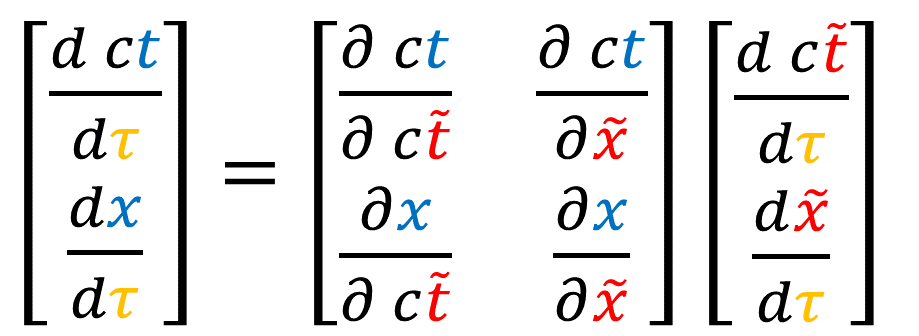 [d ct/dτ] = [∂ ct/∂ ct̃ ∂ ct/∂x̃] [d ct̃/dτ]
[dx/dτ] [∂x/∂ ct̃ ∂x/∂x̃] [dx̃/dτ]